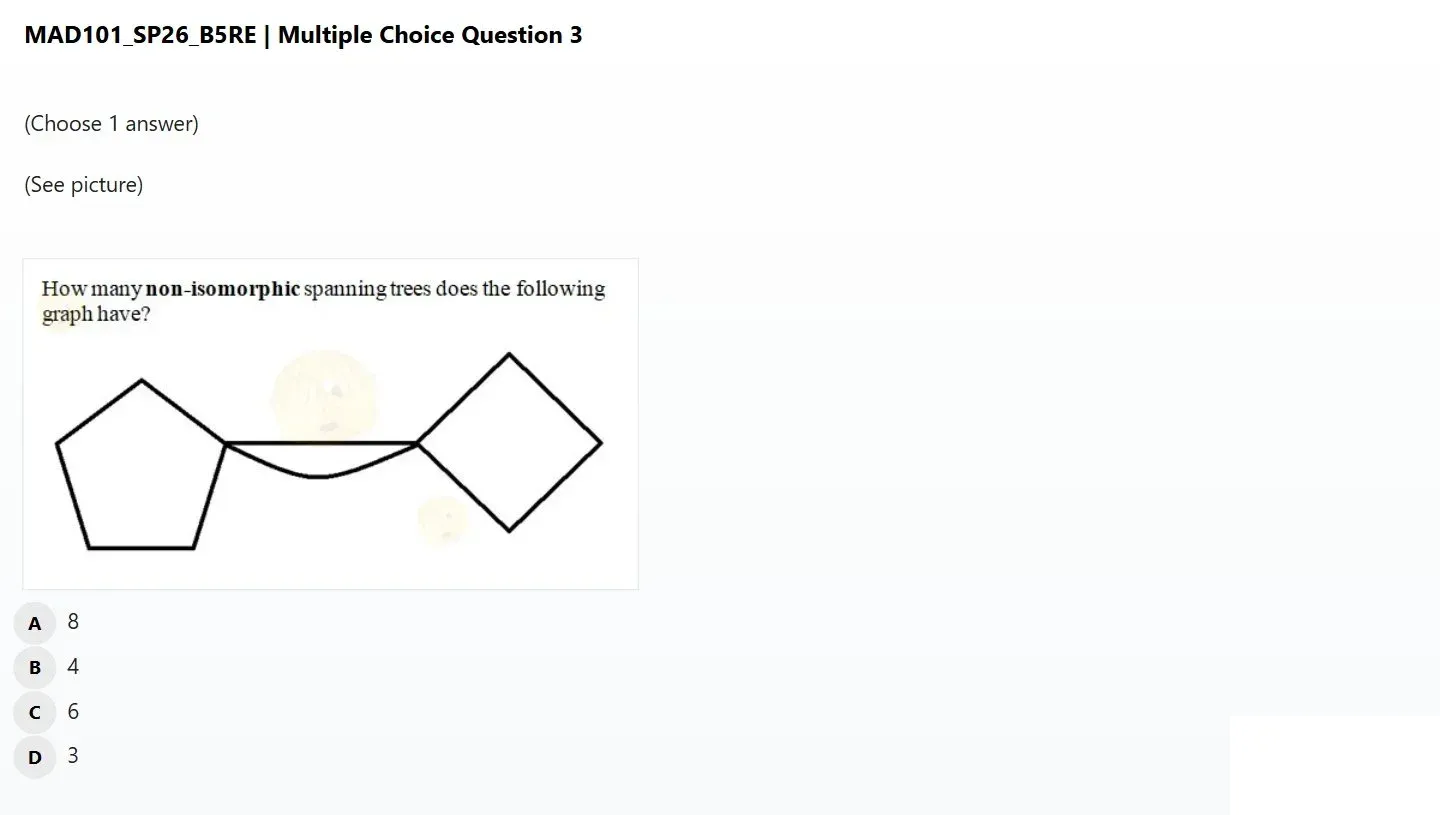 MAD101_SP26_B5RE | Multiple Choice Question 3
(Choose 1 answer)
(See picture)
How many non-isomorphic spanning trees does the following
graph have?
A 8
B 4
C 6
D 3